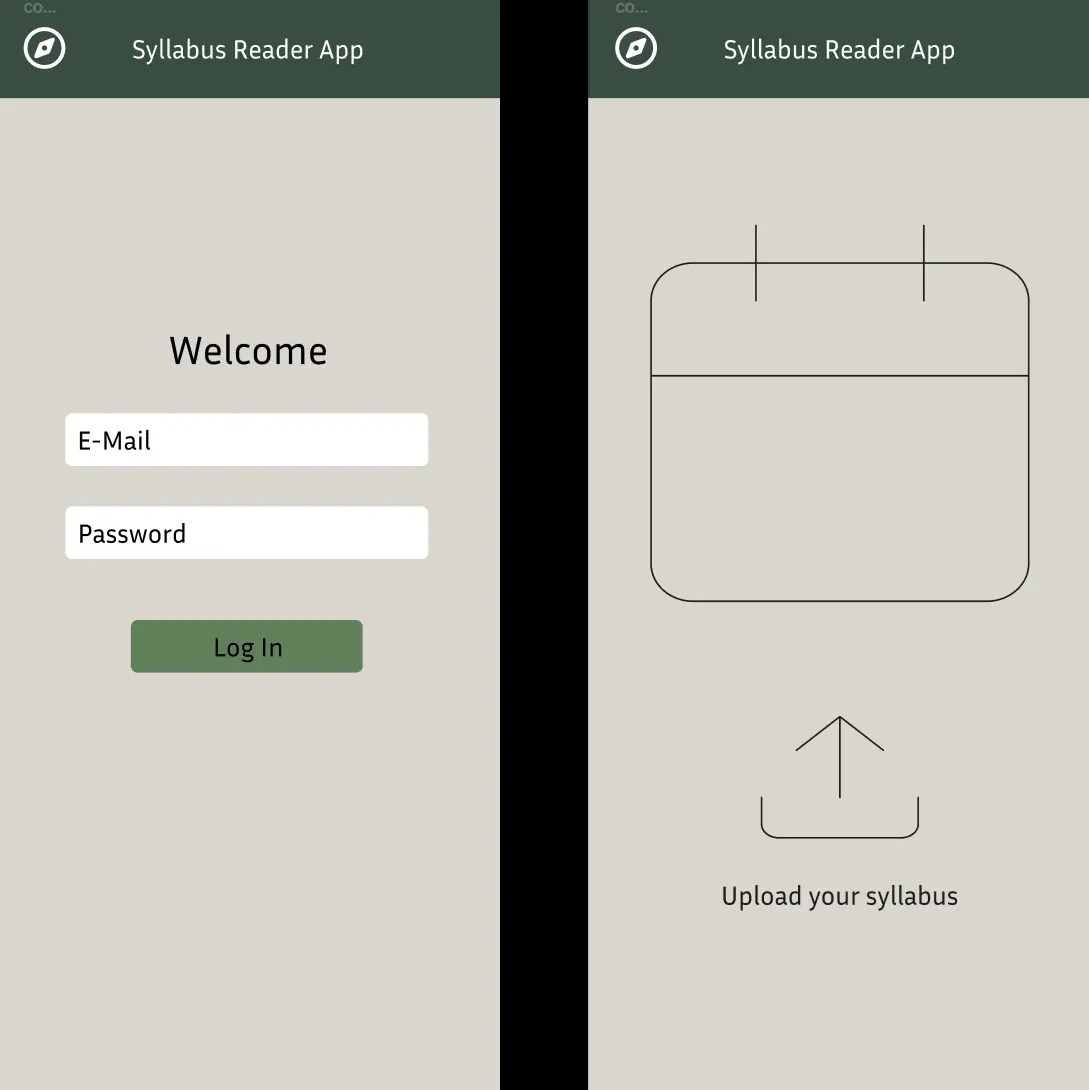 co...
Syllabus Reader App
Welcome
E-Mail
Password
Log In
co...
Syllabus Reader App
Upload your syllabus